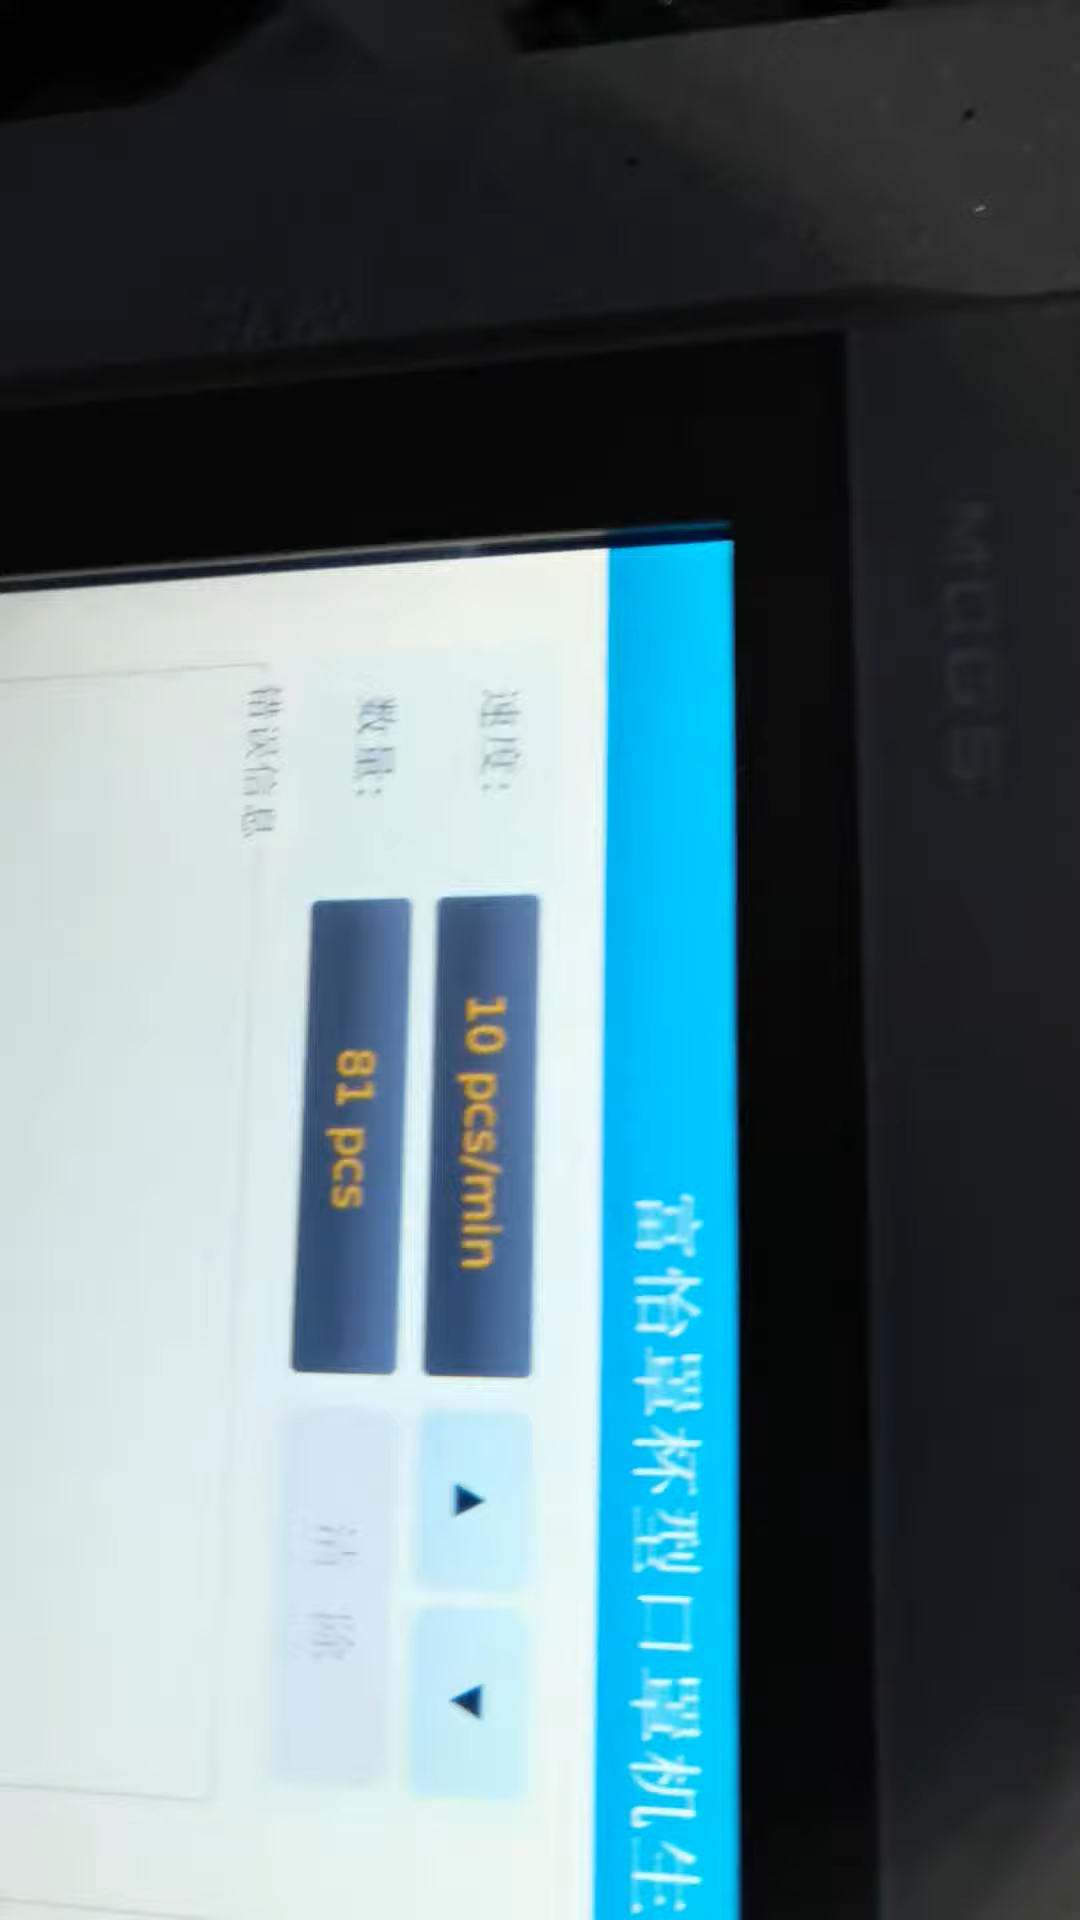 富怡罩杯型口罩机生
速度：
10 pcs/min
▲
▼
数量：
81 pcs
清 除
错误信息